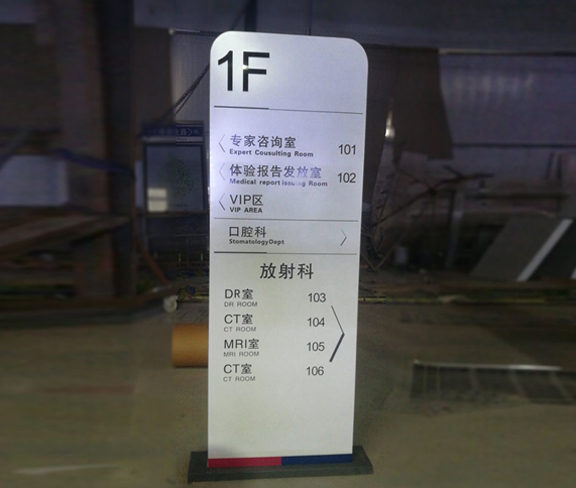 1F
专家咨询室
Expert Cousulting Room
101
体验报告发放室
Medical report issuing Room
102
VIP区
VIP AREA
口腔科
StomatologyDept
放射科
DR室
DR ROOM
103
CT室
CT ROOM
104
MRI室
MRI ROOM
105
CT室
CT ROOM
106